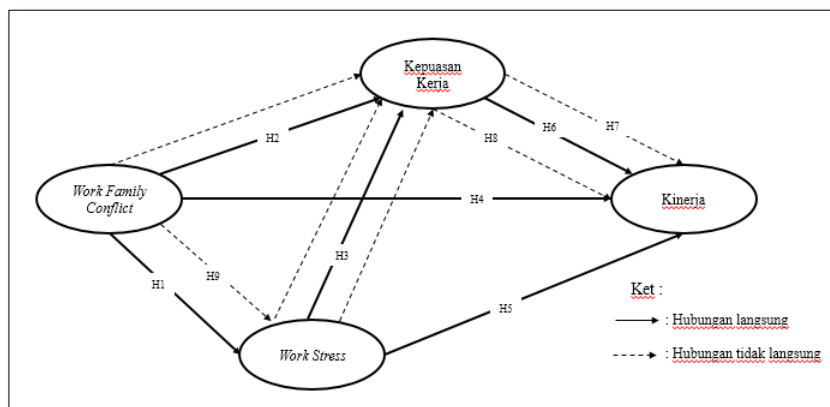 Kepuasan
Kerja
H2
H6
H7
H8
Work Family
Conflict
H4
Kinerja
H3
H9
H1
H5
Work Stress
Ket :
: Hubungan langsung
: Hubungan tidak langsung